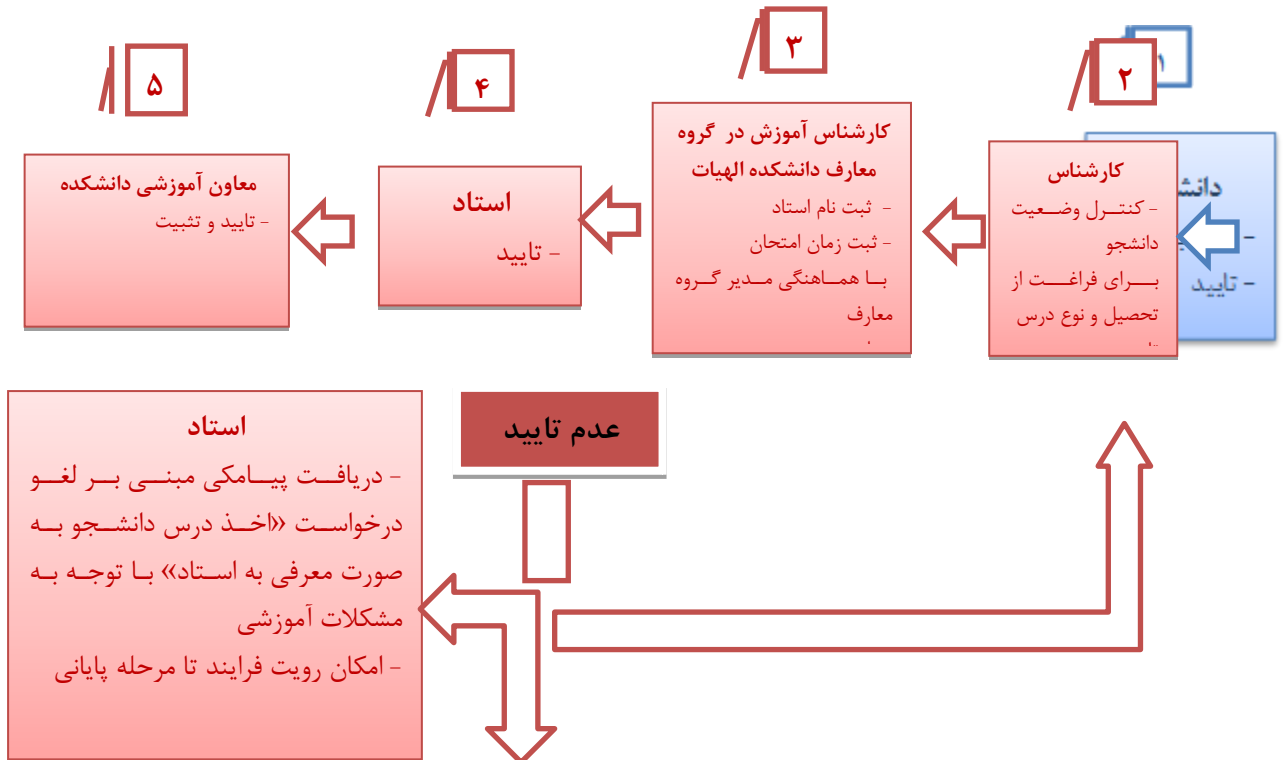 ۱
۲
۳
۴
۵
- تایید
کارشناس
- کنترل وضعیت
دانشجو
برای فراغت از
تحصیل و نوع درس
کارشناس آموزش در گروه
معارف دانشکده الهیات
- ثبت نام استاد
- ثبت زمان امتحان
با هماهنگی مدیر گروه
معارف
استاد
- تایید
معاون آموزشی دانشکده
- تایید و تثبیت
عدم تایید
استاد
- دریافت پیامکی مبنی بر لغو
درخواست «اخذ درس دانشجو به
صورت معرفی به استاد» با توجه به
مشکلات آموزشی
- امکان رویت فرایند تا مرحله پایانی